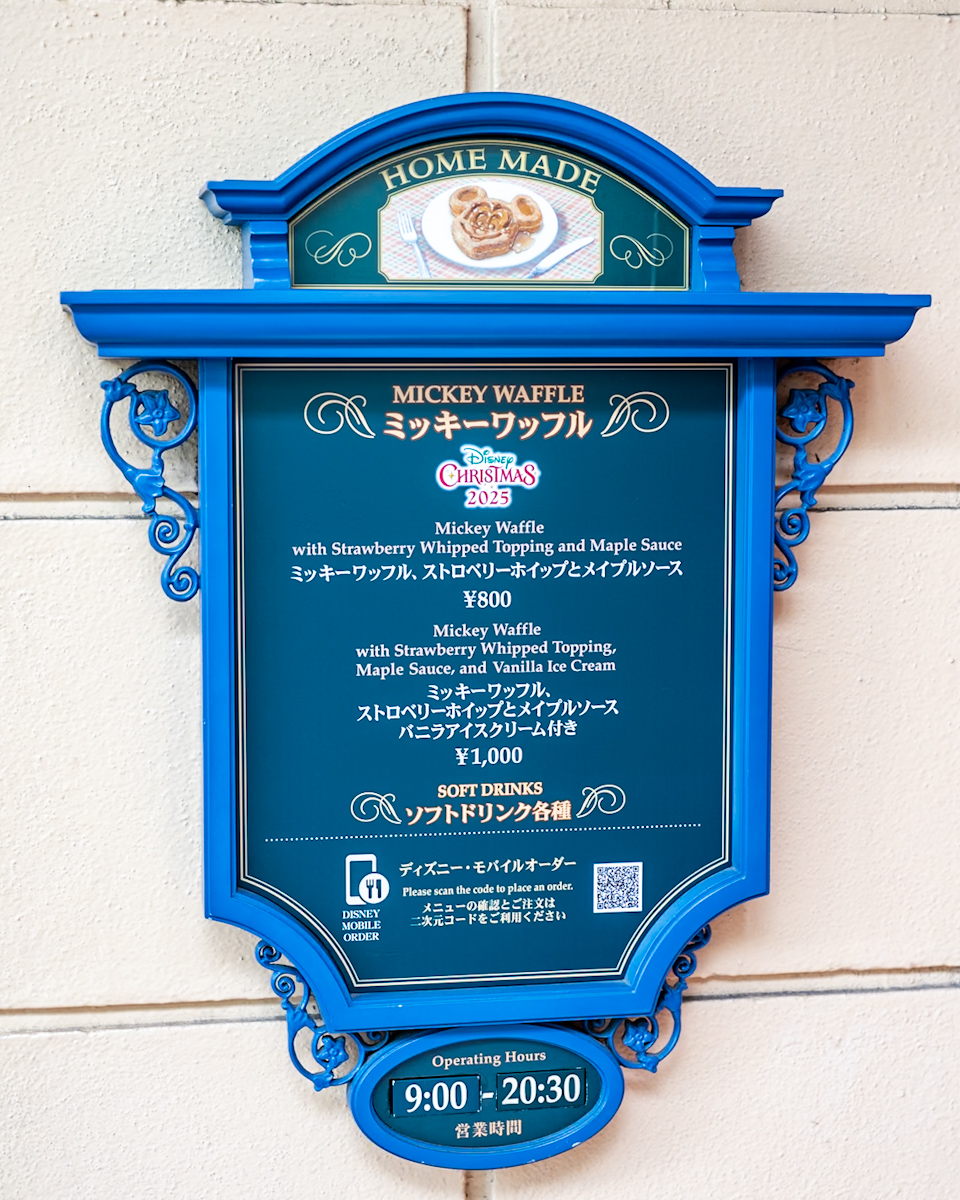 HOME MADE
MICKEY WAFFLE
ミッキーワッフル
Disney
CHRISTMAS
2025
Mickey Waffle
with Strawberry Whipped Topping and Maple Sauce
ミッキーワッフル、ストロベリーホイップとメイプルソース
¥800
Mickey Waffle
with Strawberry Whipped Topping,
Maple Sauce, and Vanilla Ice Cream
ミッキーワッフル、
ストロベリーホイップとメイプルソース
バニラアイスクリーム付き
¥1,000
SOFT DRINKS
ソフトドリンク各種
DISNEY
MOBILE
ORDER
ディズニー・モバイルオーダー
Please scan the code to place an order.
メニューの確認とご注文は
二次元コードをご利用ください
Operating Hours
9:00 - 20:30
営業時間